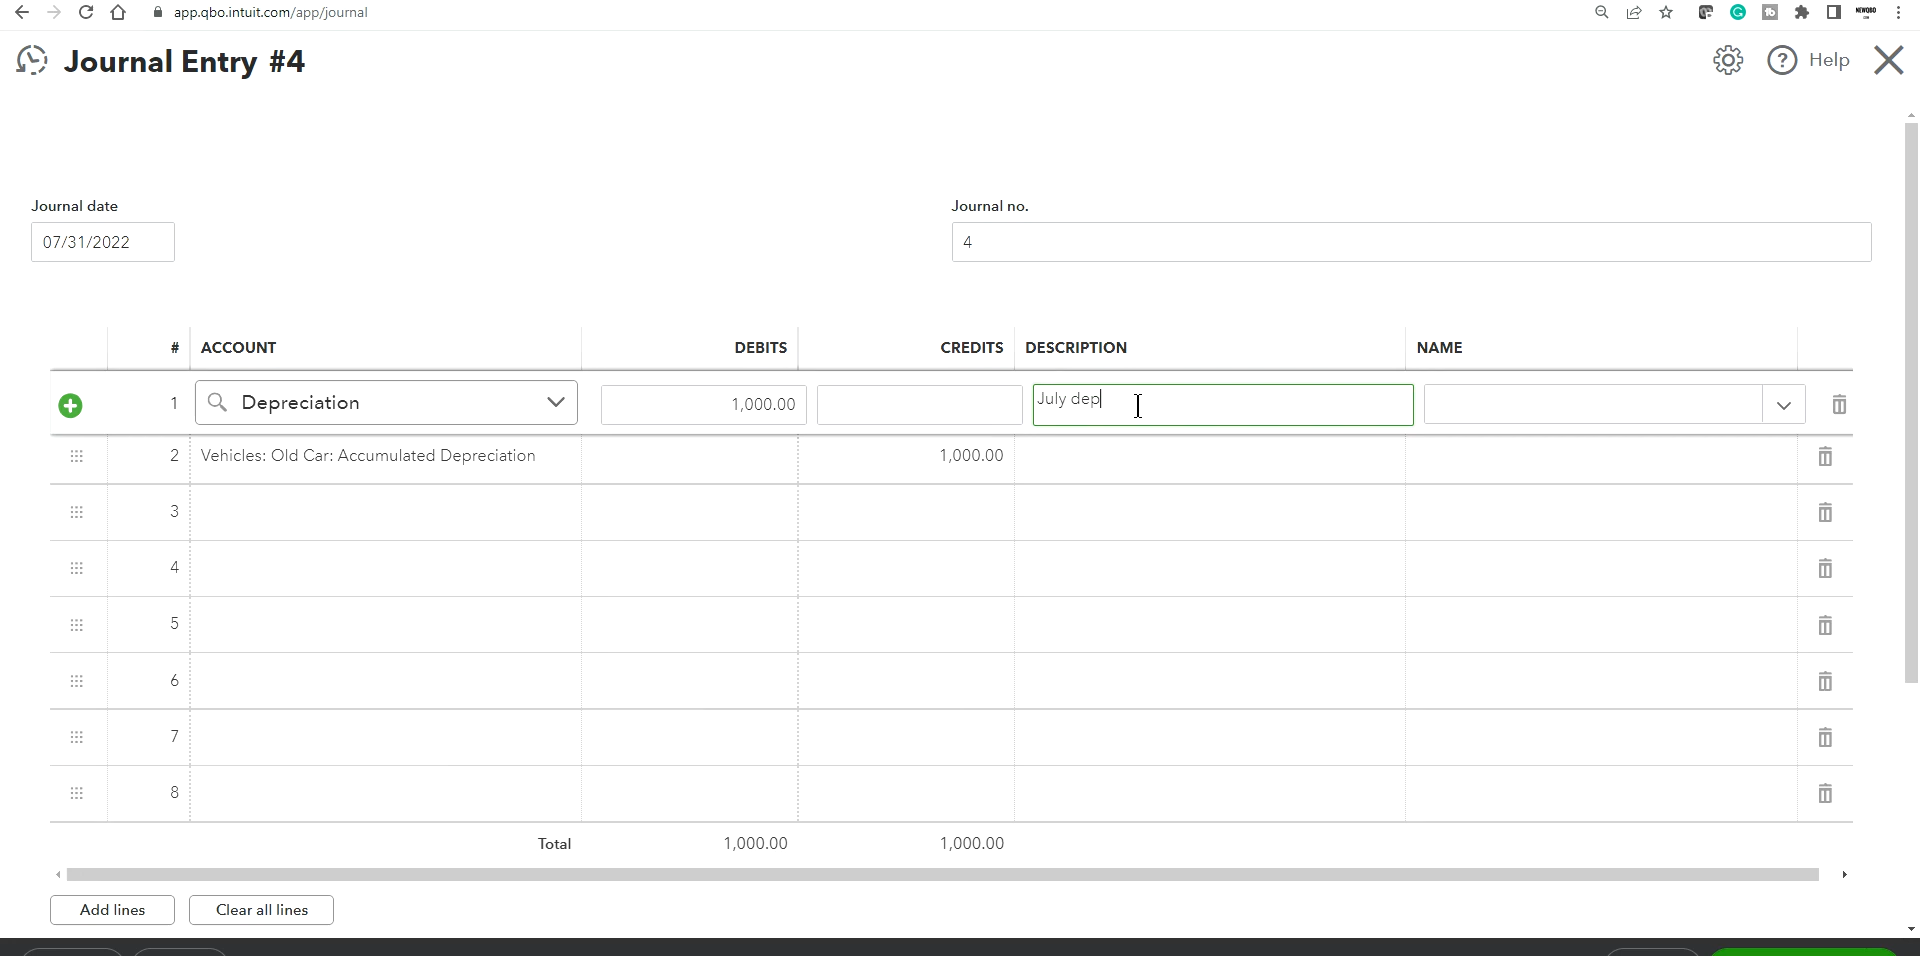 app.qbo.intuit.com/app/journal
Journal Entry #4
Help
Journal date
Journal no.
07/31/2022
4
# ACCOUNT DEBITS CREDITS DESCRIPTION NAME
1 Depreciation 1,000.00 July dep
2 Vehicles: Old Car: Accumulated Depreciation 1,000.00
3
4
5
6
7
8
Total 1,000.00 1,000.00
Add lines Clear all lines